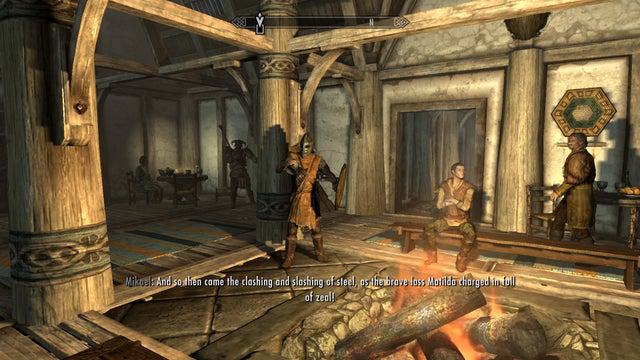 N
Mikael: And so then came the clashing and slashing of steel, as the brave lass Matilda charged in full
of zeal!